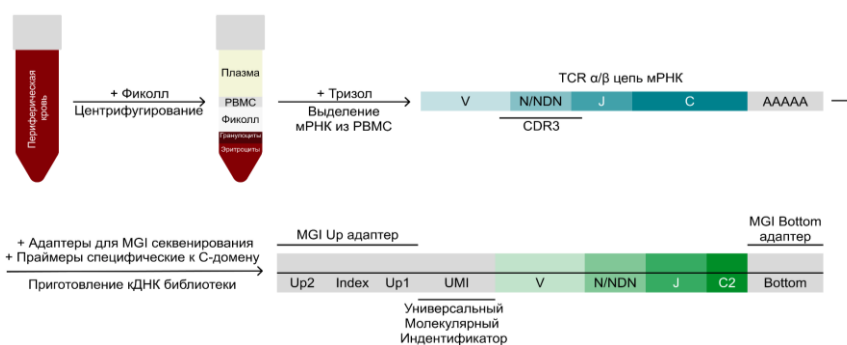 Периферическая
кровь
+ Фиколл
Центрифугирование
Плазма
PBMC
Фиколл
Гранулоциты
Эритроциты
+ Тризол
Выделение
мРНК из PBMC
TCR α/β цепь мРНК
V N/NDN J C AAAAA
CDR3
+ Адаптеры для MGI секвенирования
+ Праймеры специфические к С-домену
Приготовление кДНК библиотеки
MGI Up адаптер
MGI Bottom
адаптер
Up2 Index Up1 UMI V N/NDN J C2 Bottom
Универсальный
Молекулярный
Индентификатор